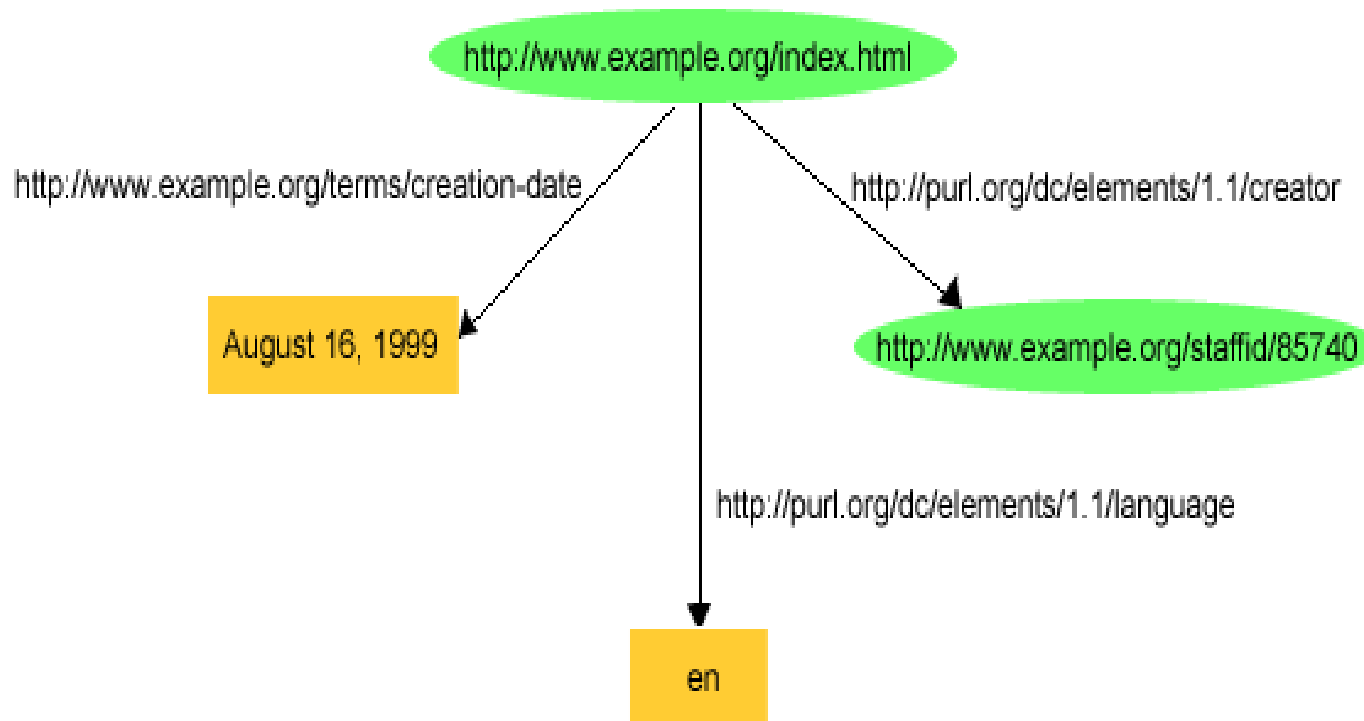 http://www.example.org/index.html
http://www.example.org/terms/creation-date
http://purl.org/dc/elements/1.1/creator
August 16, 1999
http://www.example.org/staffid/85740
http://purl.org/dc/elements/1.1/language
en